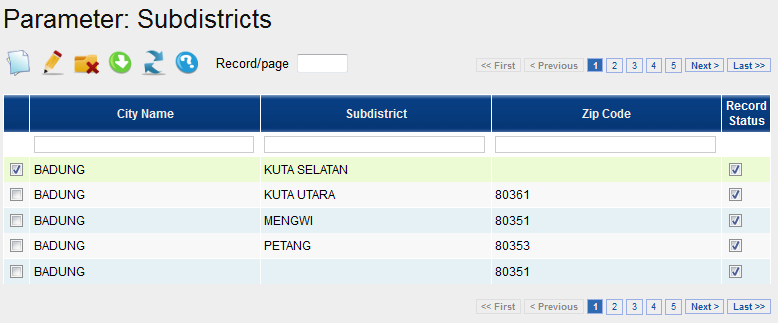 Parameter: Subdistricts
Record/page << First < Previous 1 2 3 4 5 Next > Last >>
City Name Subdistrict Zip Code Record Status
BADUNG KUTA SELATAN
BADUNG KUTA UTARA 80361
BADUNG MENGWI 80351
BADUNG PETANG 80353
BADUNG 80351
<< First < Previous 1 2 3 4 5 Next > Last >>